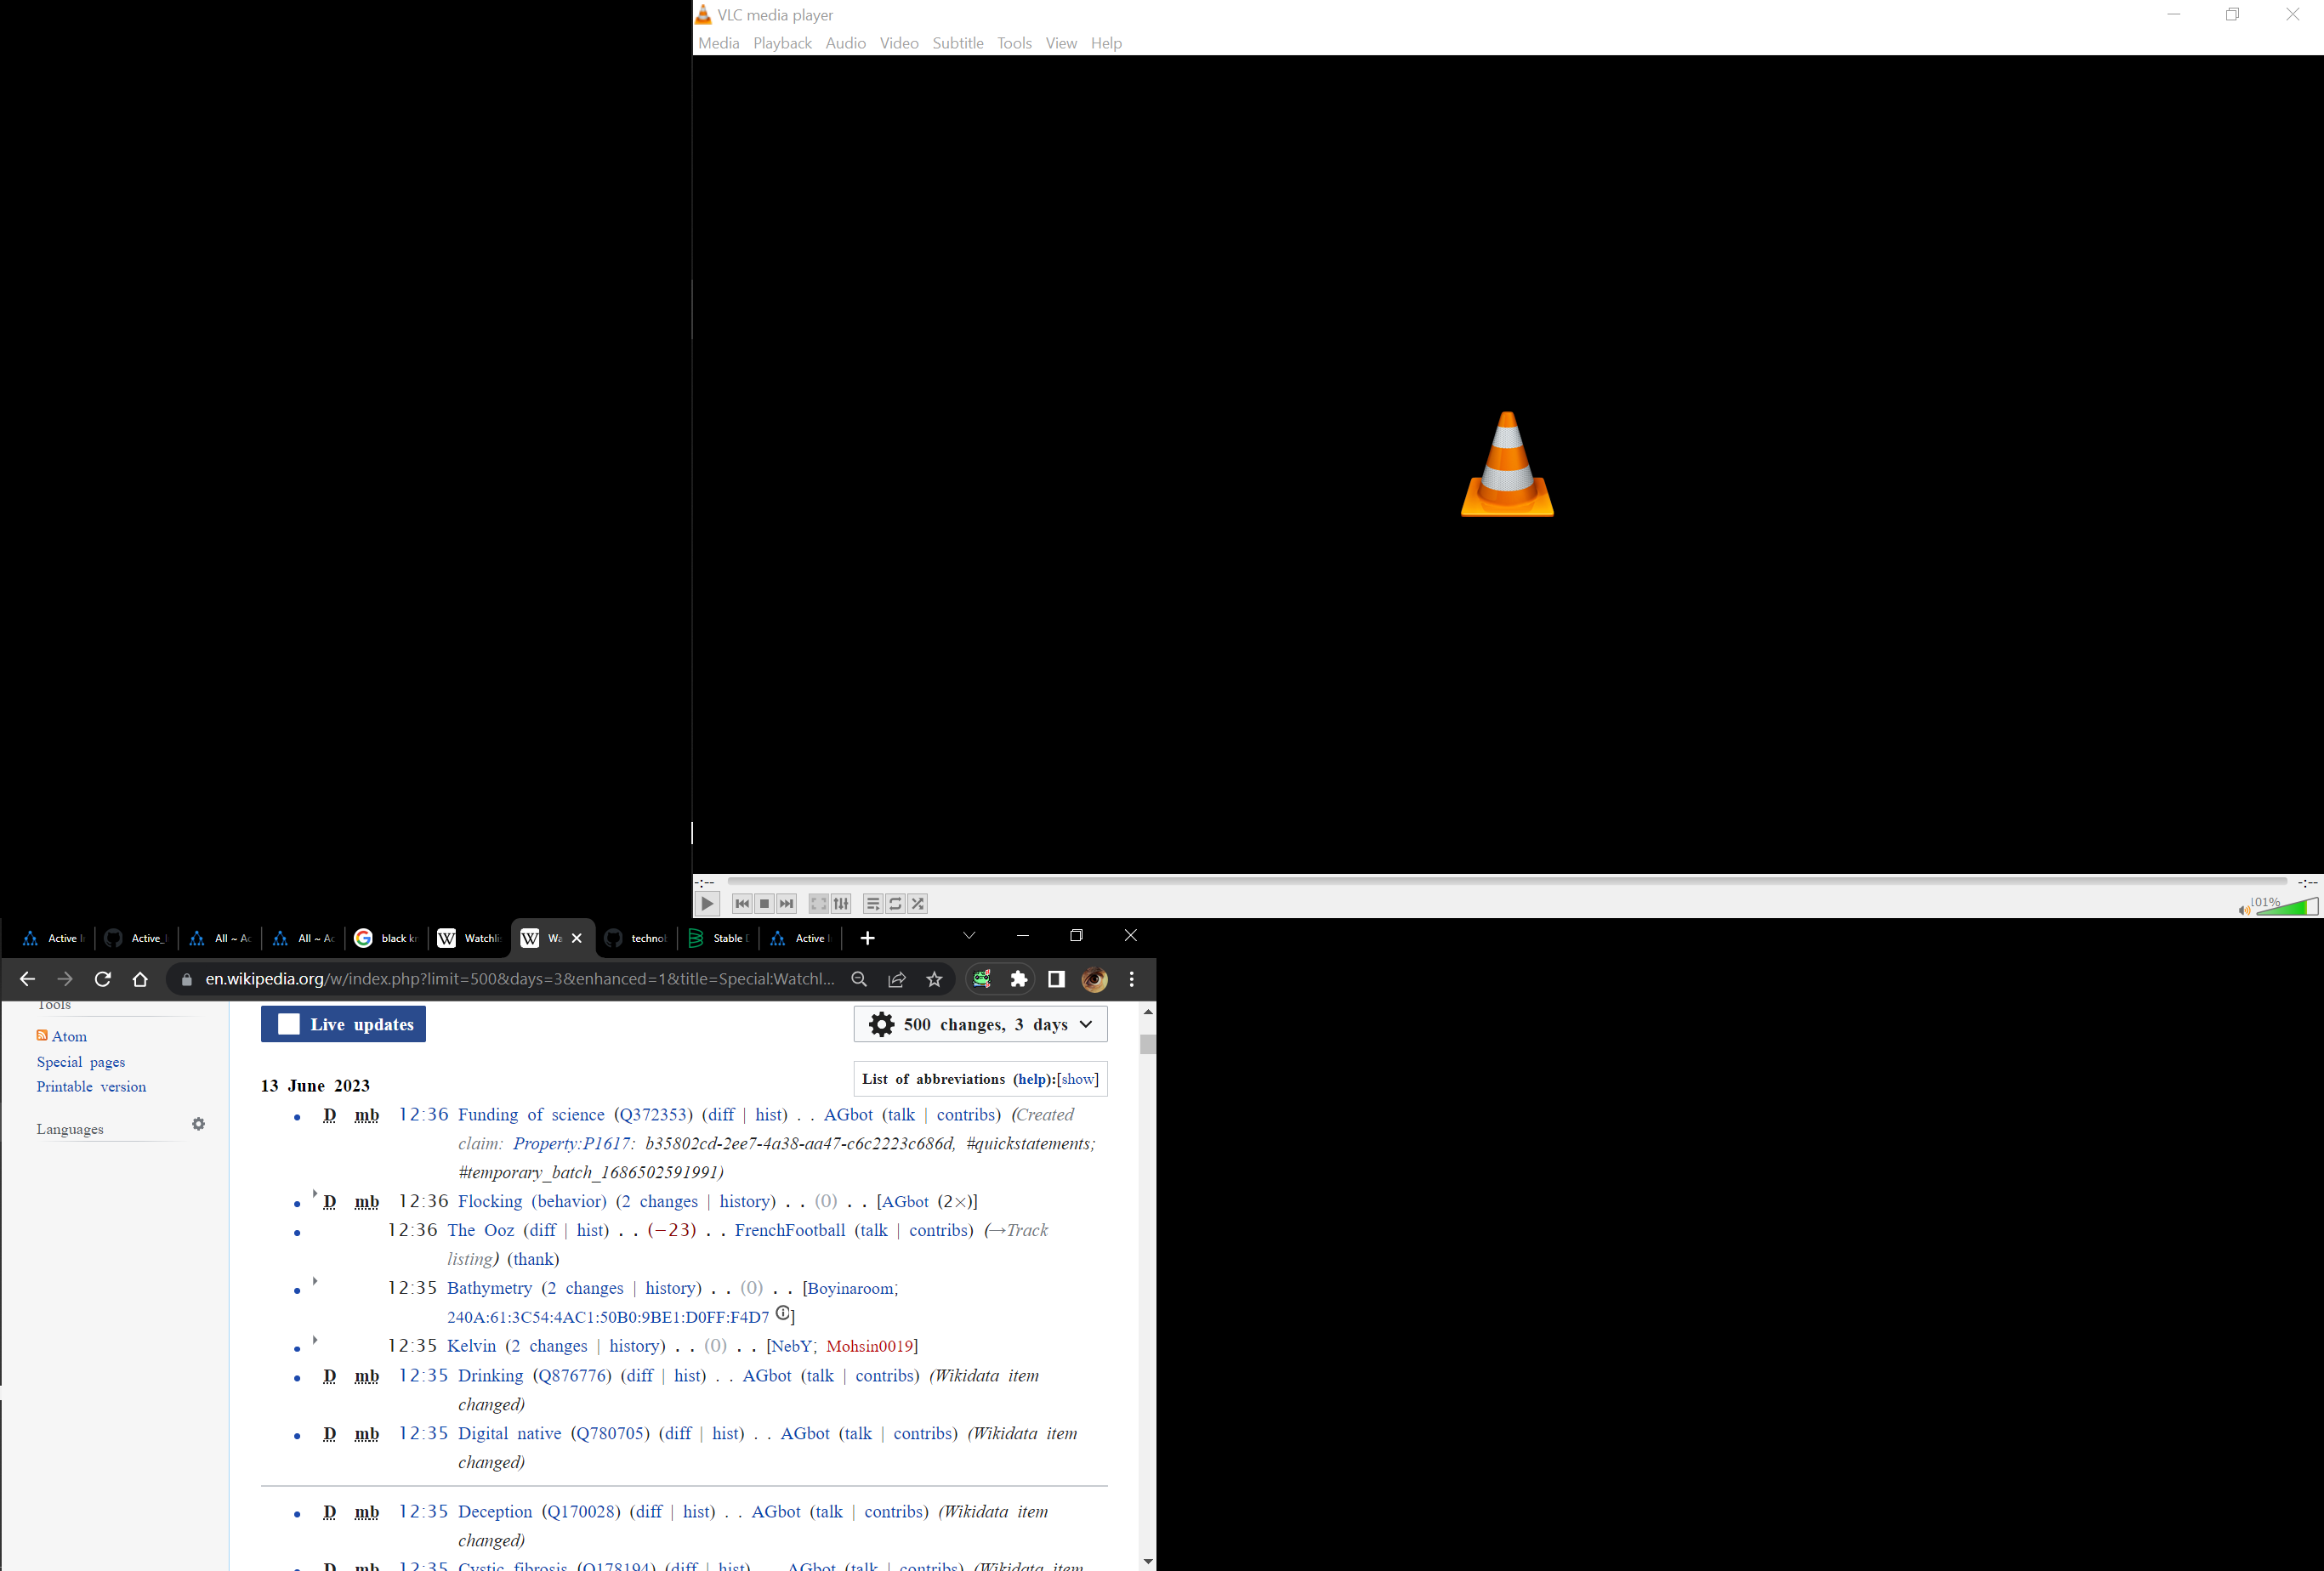 VLC media player
Media Playback Audio Video Subtitle Tools View Help
-:-- -:--
101%
Active I Active_I All ~ Ac All ~ Ac black kr Watchli Wa technol Stable D Active I
en.wikipedia.org/w/index.php?limit=500&days=3&enhanced=1&title=Special:Watchl...
Tools
Atom
Special pages
Printable version
Languages
Live updates
500 changes, 3 days
List of abbreviations (help):[show]
13 June 2023
D mb 12:36 Funding of science (Q372353) (diff | hist) . . AGbot (talk | contribs) (Created
claim: Property:P1617: b35802cd-2ee7-4a38-aa47-c6c2223c686d, #quickstatements;
#temporary_batch_1686502591991)
D mb 12:36 Flocking (behavior) (2 changes | history) . . (0) . . [AGbot (2×)]
12:36 The Ooz (diff | hist) . . (−23) . . FrenchFootball (talk | contribs) (→Track
listing) (thank)
12:35 Bathymetry (2 changes | history) . . (0) . . [Boyinaroom;
240A:61:3C54:4AC1:50B0:9BE1:D0FF:F4D7]
12:35 Kelvin (2 changes | history) . . (0) . . [NebY; Mohsin0019]
D mb 12:35 Drinking (Q876776) (diff | hist) . . AGbot (talk | contribs) (Wikidata item
changed)
D mb 12:35 Digital native (Q780705) (diff | hist) . . AGbot (talk | contribs) (Wikidata item
changed)
D mb 12:35 Deception (Q170028) (diff | hist) . . AGbot (talk | contribs) (Wikidata item
changed)
D mb 12:35 Cystic fibrosis (Q178194) (diff | hist) . . AGbot (talk | contribs) (Wikidata item